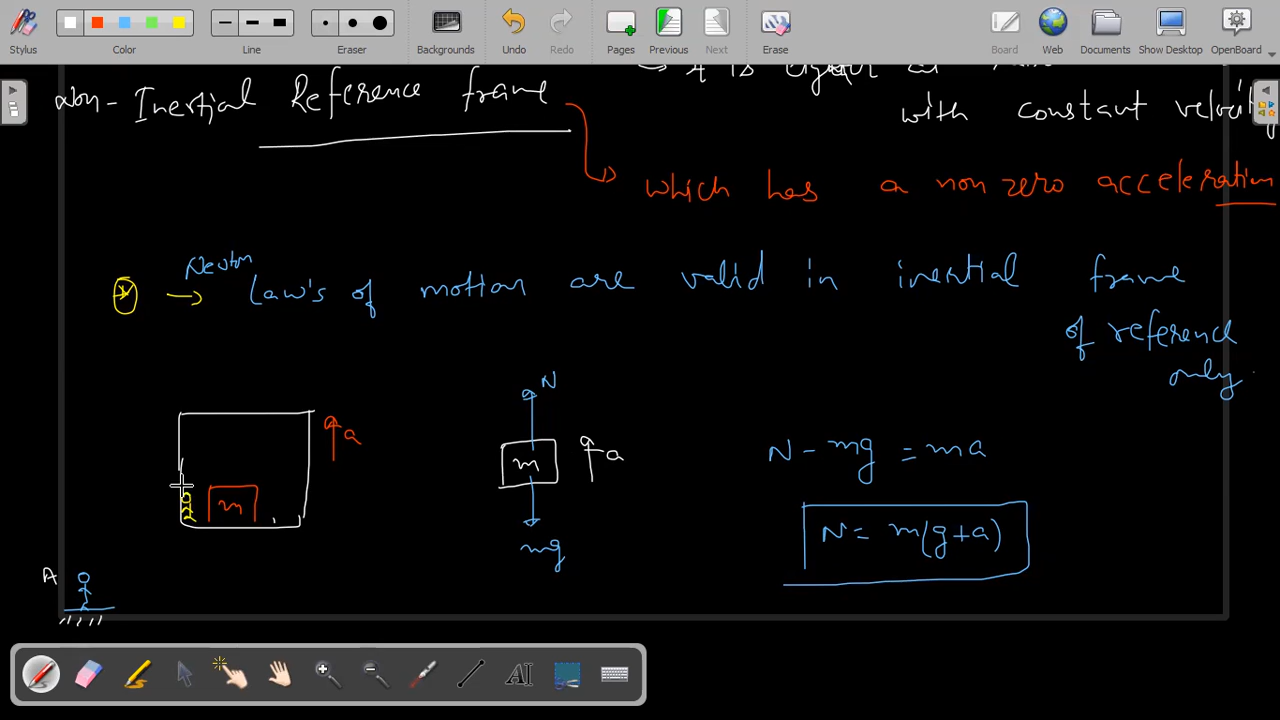 Stylus Color Line Eraser Backgrounds Undo Redo Pages Previous Next Erase Board Web Documents Show Desktop OpenBoard
Non-Inertial Reference frame
with constant velocity
which has a non zero acceleration
Newton
Law's of motion are valid in inertial frame
of reference
only
a
m
A
N
m
a
mg
N - mg = ma
N = m(g+a)
AI